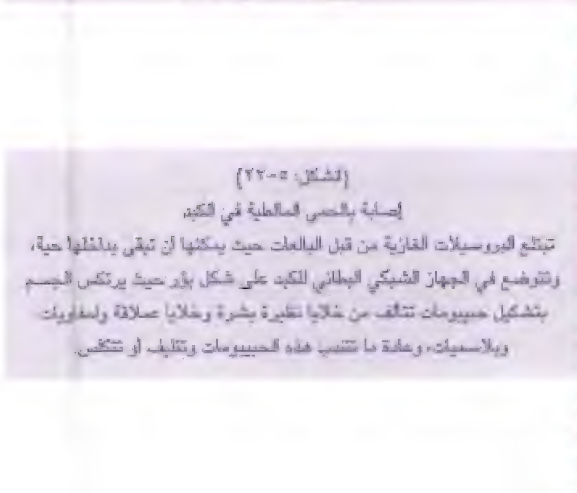 (الشكل: ٥-٢٢)
إصابة بالحمى المالطية في الكبد
تبتلع البروسيلات الغازية من قبل البالعات حيث يمكنها أن تبقى بداخلها حية،
وتتوضع في الجهاز الشبكي البطاني للكبد على شكل بؤر حيث يرتكس الجسم
بتشكيل حبيبومات تتألف من خلايا نظيرة بشرة وخلايا عملاقة ولمفاويات
وبلاسميات، وعادة ما تتندب هذه الحبيبومات وتتليف أو تتكلس.